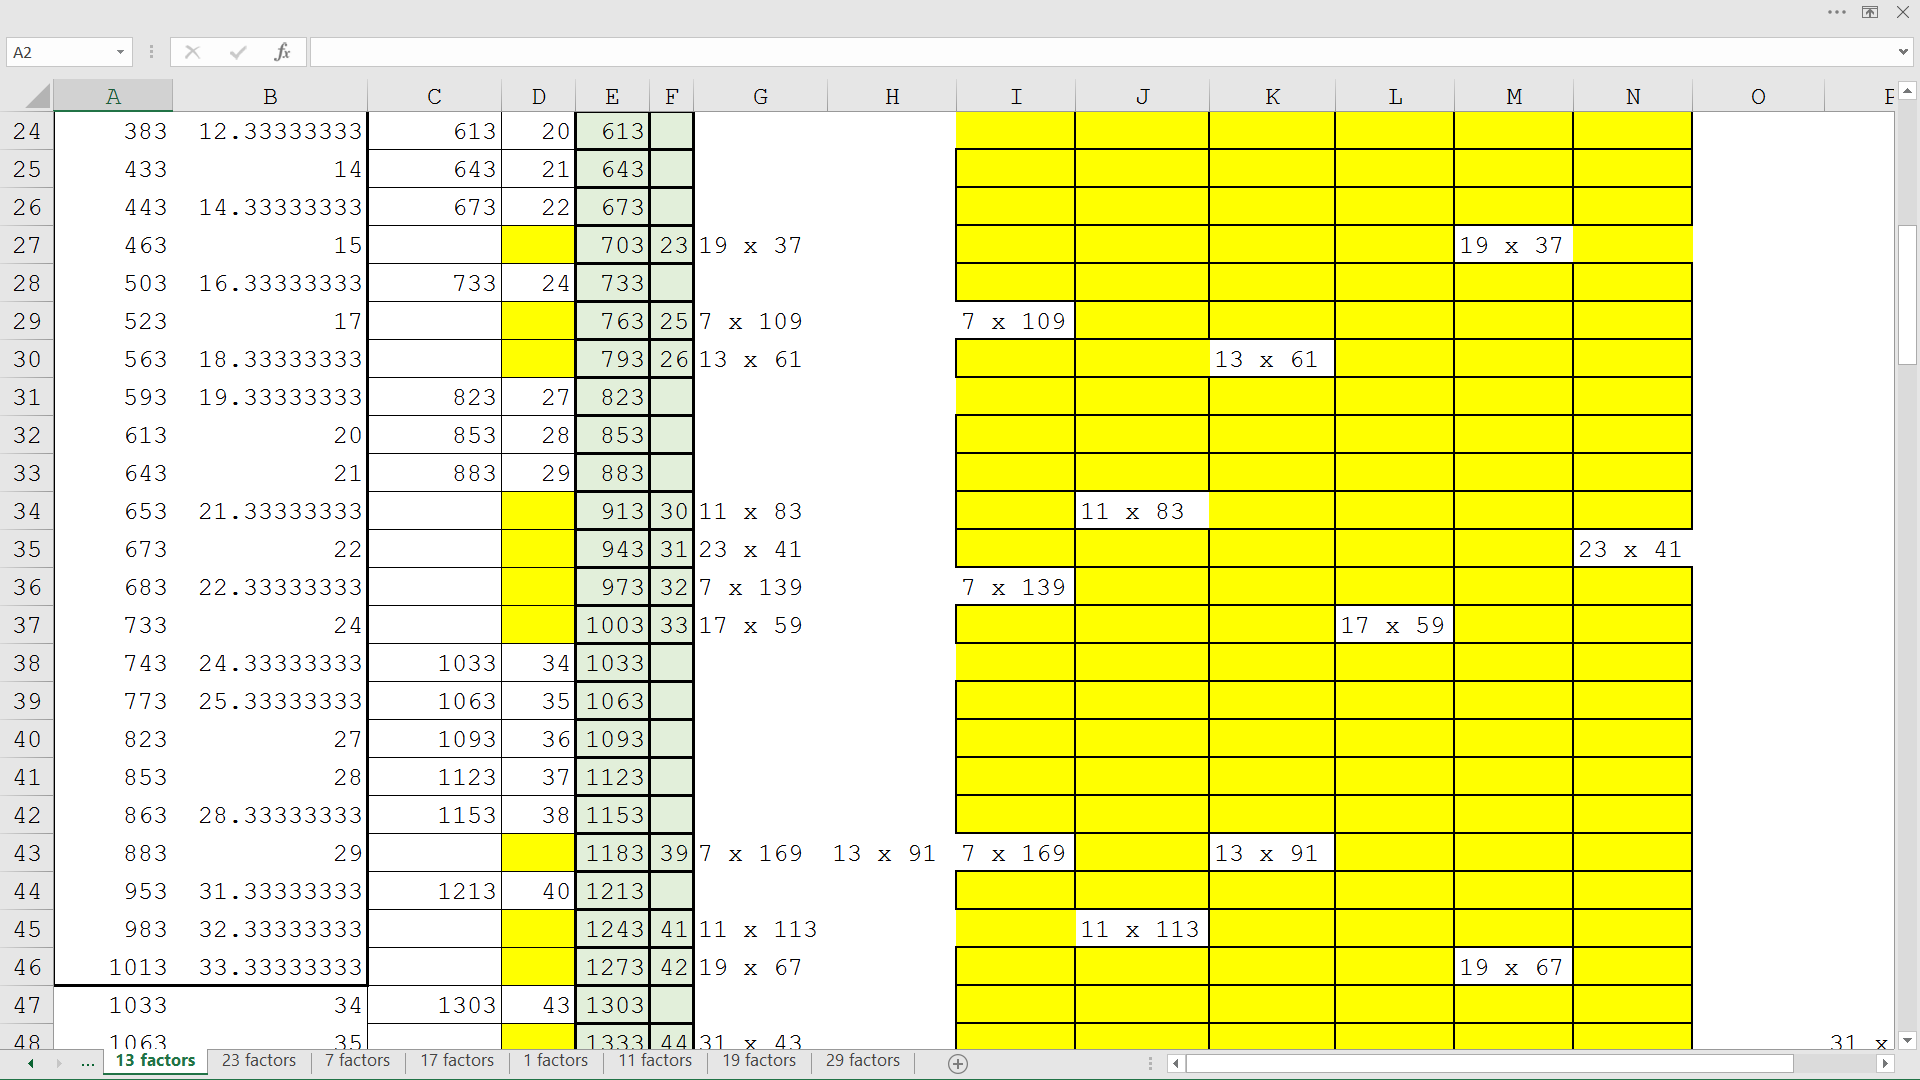 A2
fx
A B C D E F G H I J K L M N O P
24 383 12.33333333 613 20 613
25 433 14 643 21 643
26 443 14.33333333 673 22 673
27 463 15 703 23 19 x 37 19 x 37
28 503 16.33333333 733 24 733
29 523 17 763 25 7 x 109 7 x 109
30 563 18.33333333 793 26 13 x 61 13 x 61
31 593 19.33333333 823 27 823
32 613 20 853 28 853
33 643 21 883 29 883
34 653 21.33333333 913 30 11 x 83 11 x 83
35 673 22 943 31 23 x 41 23 x 41
36 683 22.33333333 973 32 7 x 139 7 x 139
37 733 24 1003 33 17 x 59 17 x 59
38 743 24.33333333 1033 34 1033
39 773 25.33333333 1063 35 1063
40 823 27 1093 36 1093
41 853 28 1123 37 1123
42 863 28.33333333 1153 38 1153
43 883 29 1183 39 7 x 169 13 x 91 7 x 169 13 x 91
44 953 31.33333333 1213 40 1213
45 983 32.33333333 1243 41 11 x 113 11 x 113
46 1013 33.33333333 1273 42 19 x 67 19 x 67
47 1033 34 1303 43 1303
48 1063 35 1333 44 31 x 43 31 x
... 13 factors 23 factors 7 factors 17 factors 1 factors 11 factors 19 factors 29 factors